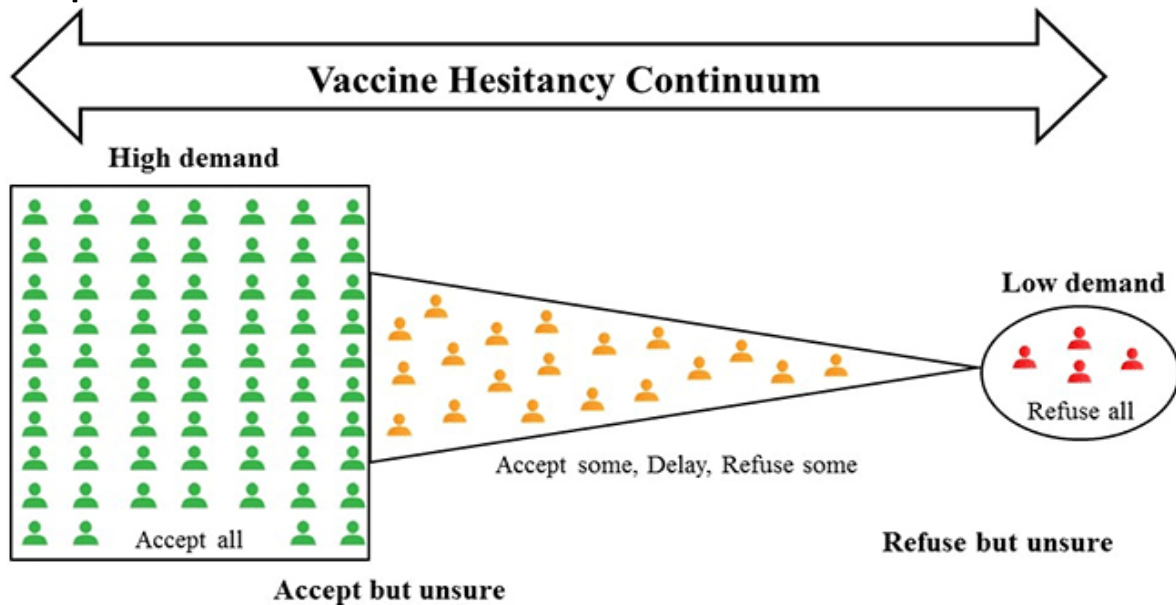 Vaccine Hesitancy Continuum
High demand
Low demand
Refuse all
Accept some, Delay, Refuse some
Accept all
Refuse but unsure
Accept but unsure